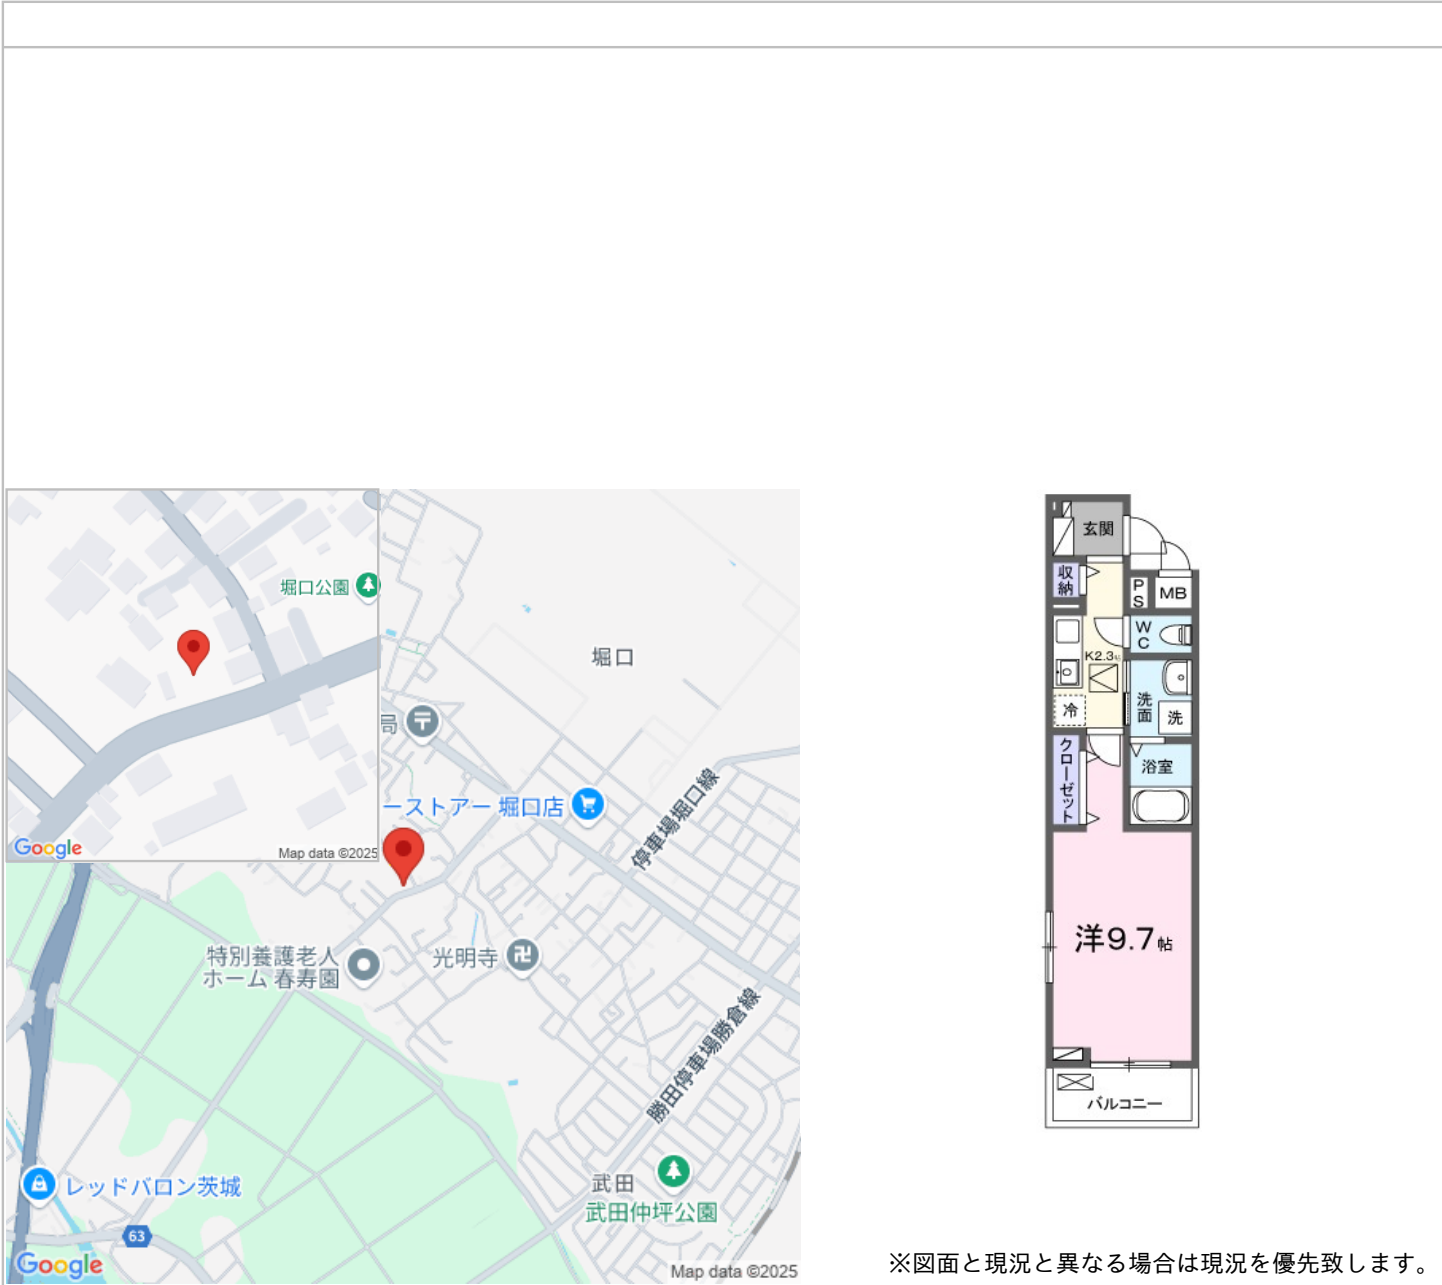 堀口公園
Google
Map data ©2025
堀口
局
ーストアー 堀口店
停車場堀口線
特別養護老人
ホーム 春寿園
光明寺
勝田停車場勝倉線
レッドバロン茨城
63
武田
武田仲坪公園
Google
Map data ©2025
玄関
収納
PS
MB
WC
K2.3帖
冷
洗面
洗
クローゼット
浴室
洋9.7帖
バルコニー
※図面と現況と異なる場合は現況を優先致します。